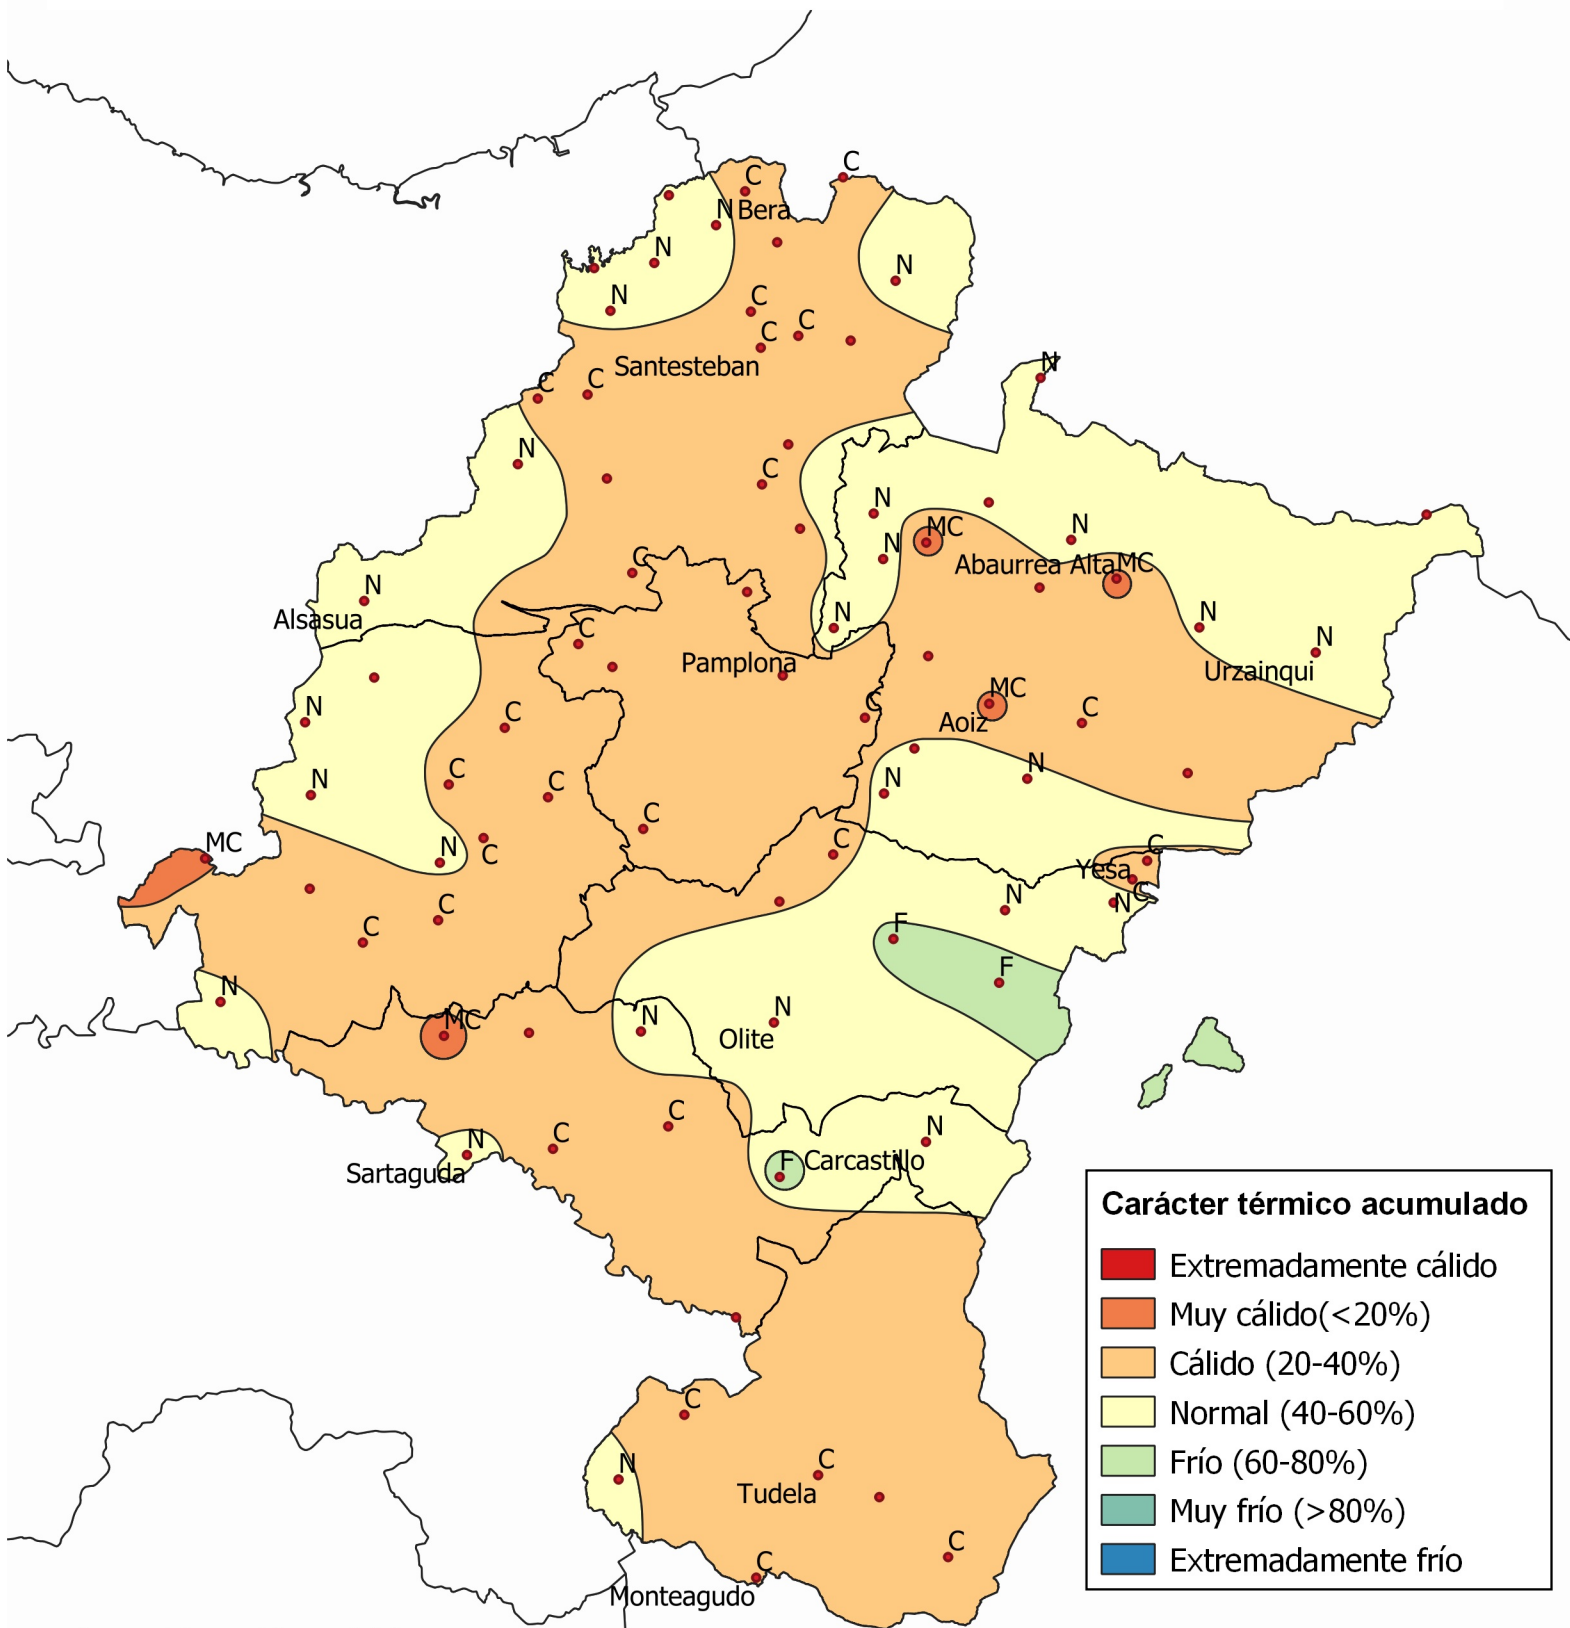 C
C
N Bera
N
N
N
C
C
C
Santesteban
N
C
C
N
C
N
MC
N
N
Abaurrea Alta MC
C
N
Alsasua
N
N
N
C
Pamplona
Urzainqui
MC
N
C
C
C
Aoiz
C
N
C
C
N
N
C
MC
N
C
C
C
Yesa
C
N
N
C
C
F
F
N
MC
N
N
Olite
C
N
C
N
F Carcastillo
Sartaguda
Carácter térmico acumulado
Extremadamente cálido
Muy cálido(<20%)
Cálido (20-40%)
Normal (40-60%)
Frío (60-80%)
Muy frío (>80%)
Extremadamente frío
C
N
C
Tudela
C
C
Monteagudo